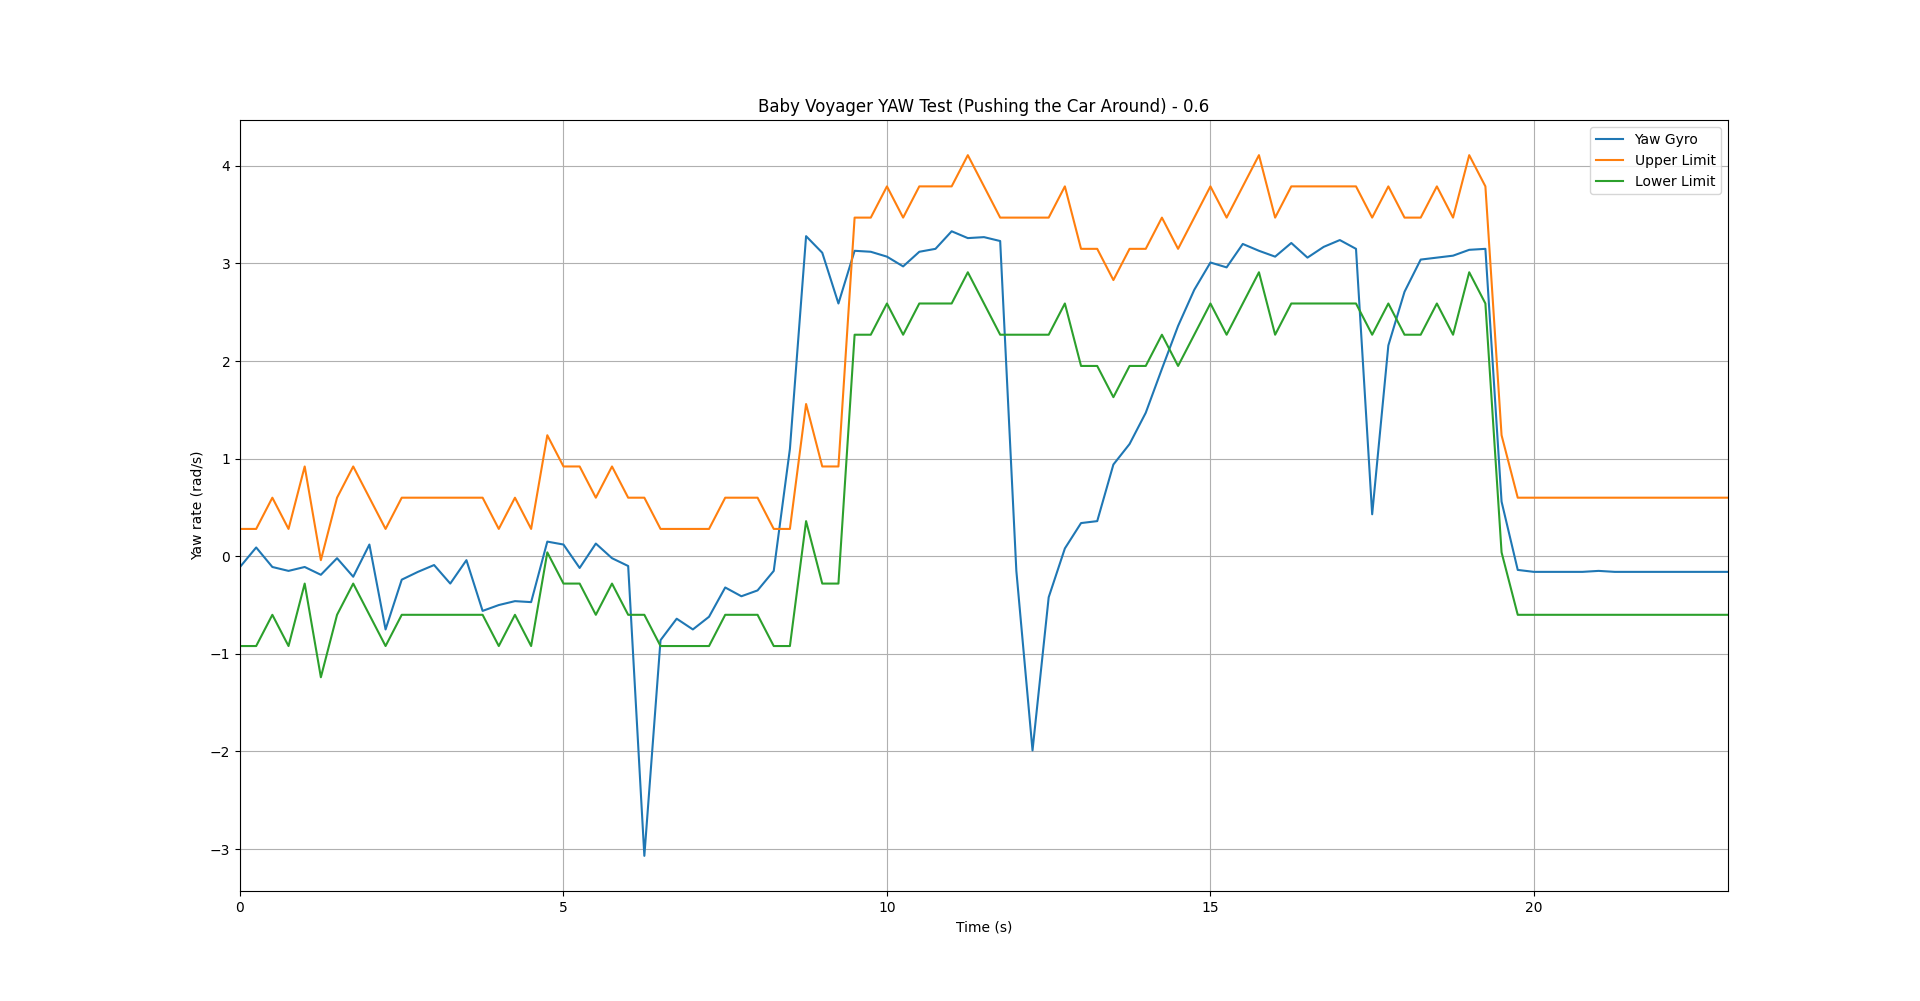 Baby Voyager YAW Test (Pushing the Car Around) - 0.6
Yaw Gyro
Upper Limit
Lower Limit
Yaw rate (rad/s)
4
3
2
1
0
−1
−2
−3
0
5
10
15
20
Time (s)